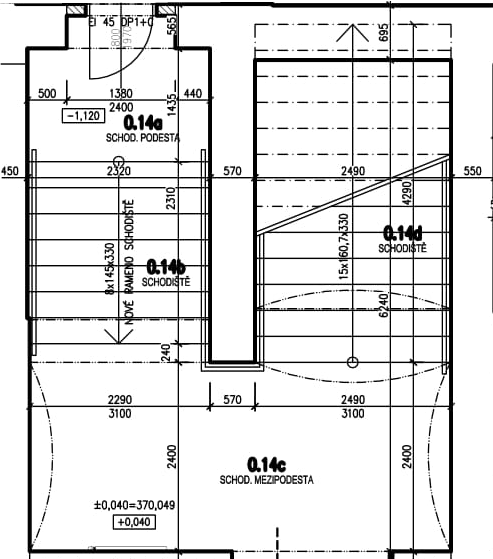 EI 45 DP1+C
800
1970
565
695
500 1380 440
2400
1435
-1,120
0.14a
SCHOD. PODESTA
450 2320 570 2490 550
2310
4290
NOVÉ RAMENO SCHODIŠTĚ
8x145x330
0.14b
SCHODIŠTĚ
15x160,7x330
0.14d
SCHODIŠTĚ
6240
240
2290 570 2490
3100 3100
2400
2400
0.14c
SCHOD. MEZIPODESTA
±0,040=370,049
+0,040